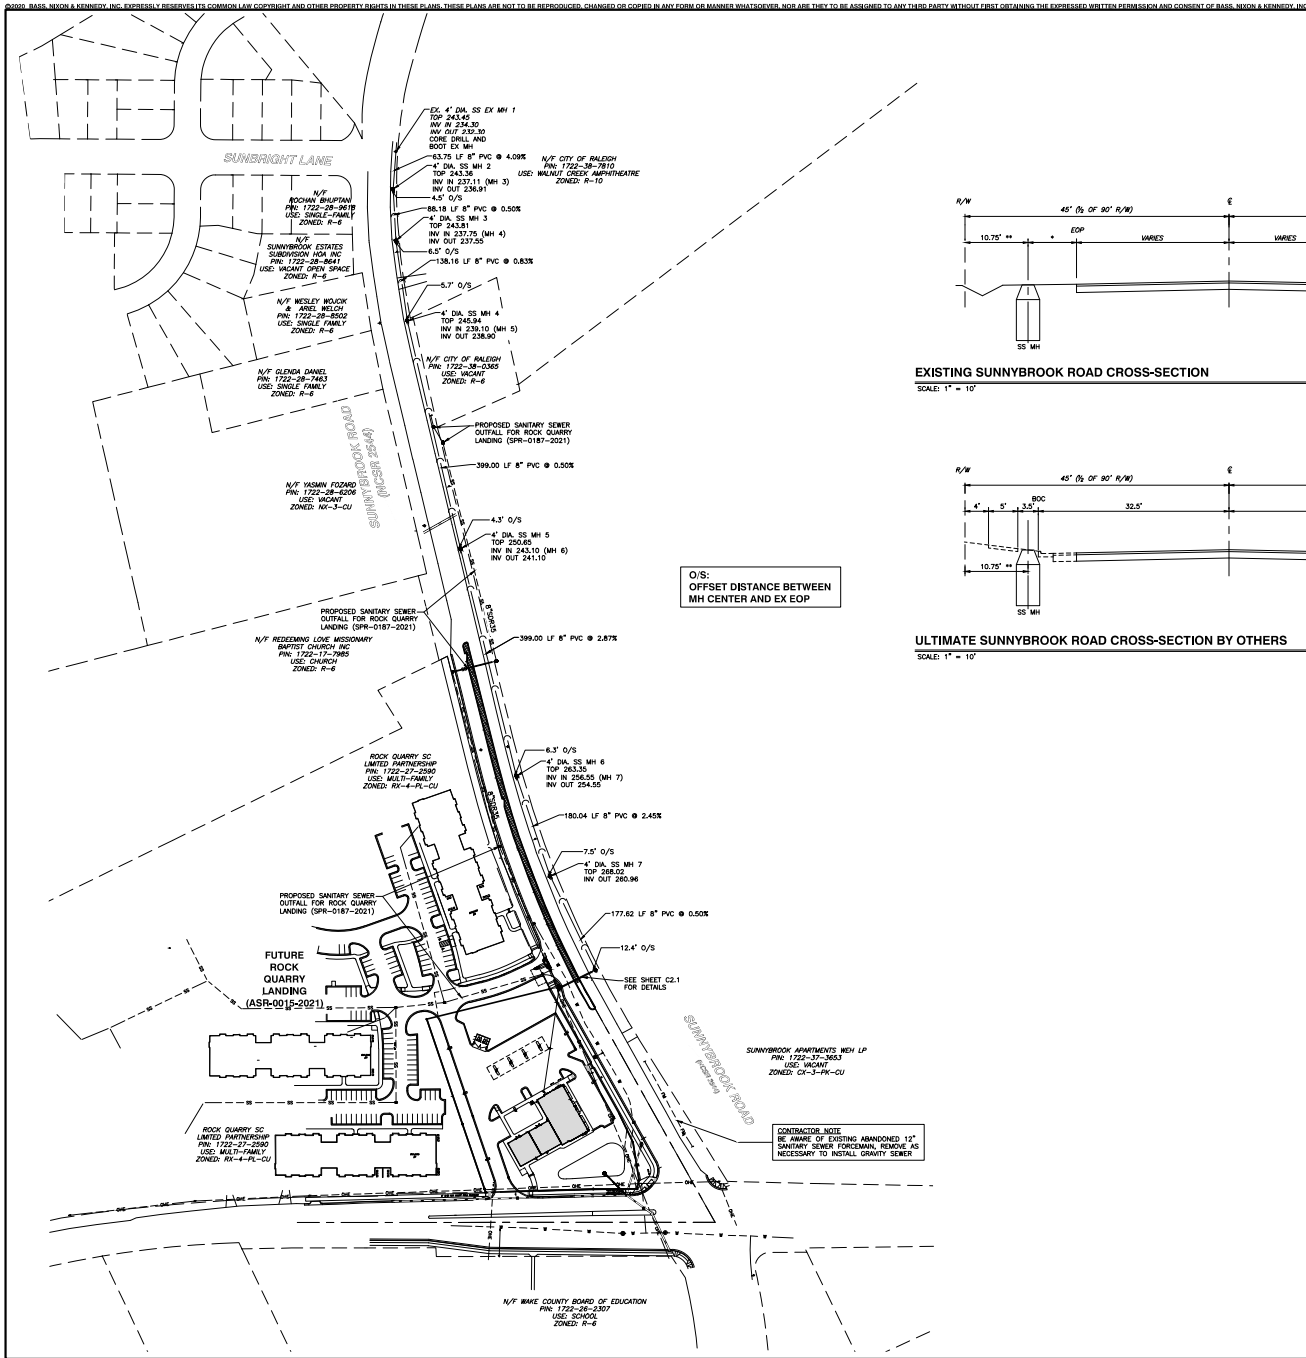 ©2020 BASS, NIXON & KENNEDY, INC. EXPRESSLY RESERVES ITS COMMON LAW COPYRIGHT AND OTHER PROPERTY RIGHTS IN THESE PLANS. THESE PLANS ARE NOT TO BE REPRODUCED, CHANGED OR COPIED IN ANY FORM OR MANNER WHATSOEVER, NOR ARE THEY TO BE ASSIGNED TO ANY THIRD PARTY WITHOUT FIRST OBTAINING THE EXPRESSED WRITTEN PERMISSION AND CONSENT OF BASS, NIXON & KENNEDY, INC
EX. 4' DIA. SS EX MH 1
TOP 243.45
INV IN 234.30
INV OUT 232.30
CORE DRILL AND
BOOT EX MH
63.75 LF 8" PVC @ 4.09%
4' DIA. SS MH 2
TOP 243.36
INV IN 237.11 (MH 3)
INV OUT 236.91
4.5' O/S
88.18 LF 8" PVC @ 0.50%
4' DIA. SS MH 3
TOP 243.81
INV IN 237.75 (MH 4)
INV OUT 237.55
6.5' O/S
138.16 LF 8" PVC @ 0.83%
5.7' O/S
4' DIA. SS MH 4
TOP 245.94
INV IN 239.10 (MH 5)
INV OUT 238.90
N/F CITY OF RALEIGH
PIN: 1722-38-7810
USE: WALNUT CREEK AMPHITHEATRE
ZONED: R-10
SUNBRIGHT LANE
N/F
ROCHAN BHUPTANI
PIN: 1722-28-9618
USE: SINGLE-FAMILY
ZONED: R-6
N/F
SUNNYBROOK ESTATES
SUBDIVISION HOA INC
PIN: 1722-28-8641
USE: VACANT OPEN SPACE
ZONED: R-6
N/F WESLEY WOJCIK
& ARIEL WELCH
PIN: 1722-28-8502
USE: SINGLE FAMILY
ZONED: R-6
N/F GLENDA DANIEL
PIN: 1722-28-7463
USE: SINGLE FAMILY
ZONED: R-6
N/F CITY OF RALEIGH
PIN: 1722-38-0365
USE: VACANT
ZONED: R-6
SUNNYBROOK ROAD
(NCSR 2544)
PROPOSED SANITARY SEWER
OUTFALL FOR ROCK QUARRY
LANDING (SPR-0187-2021)
399.00 LF 8" PVC @ 0.50%
N/F YASMIN FOZARD
PIN: 1722-28-6206
USE: VACANT
ZONED: NX-3-CU
4.3' O/S
4' DIA. SS MH 5
TOP 250.65
INV IN 243.10 (MH 6)
INV OUT 241.10
PROPOSED SANITARY SEWER
OUTFALL FOR ROCK QUARRY
LANDING (SPR-0187-2021)
8"SDR35
N/F REDEEMING LOVE MISSIONARY
BAPTIST CHURCH INC
PIN: 1722-17-7985
USE: CHURCH
ZONED: R-6
399.00 LF 8" PVC @ 2.87%
O/S:
OFFSET DISTANCE BETWEEN
MH CENTER AND EX EOP
6.3' O/S
4' DIA. SS MH 6
TOP 263.35
INV IN 256.55 (MH 7)
INV OUT 254.55
ROCK QUARRY SC
LIMITED PARTNERSHIP
PIN: 1722-27-2590
USE: MULTI-FAMILY
ZONED: RX-4-PL-CU
8"SDR35
180.04 LF 8" PVC @ 2.45%
7.5' O/S
4' DIA. SS MH 7
TOP 268.02
INV OUT 260.96
PROPOSED SANITARY SEWER
OUTFALL FOR ROCK QUARRY
LANDING (SPR-0187-2021)
177.62 LF 8" PVC @ 0.50%
12.4' O/S
SEE SHEET C2.1
FOR DETAILS
FUTURE
ROCK
QUARRY
LANDING
(ASR-0015-2021)
SUNNYBROOK ROAD
(NCSR 2544)
SUNNYBROOK APARTMENTS WEH LP
PIN: 1722-37-3653
USE: VACANT
ZONED: CX-3-PK-CU
CONTRACTOR NOTE
BE AWARE OF EXISTING ABANDONED 12"
SANITARY SEWER FORCEMAIN, REMOVE AS
NECESSARY TO INSTALL GRAVITY SEWER
ROCK QUARRY SC
LIMITED PARTNERSHIP
PIN: 1722-27-2590
USE: MULTI-FAMILY
ZONED: RX-4-PL-CU
N/F WAKE COUNTY BOARD OF EDUCATION
PIN: 1722-26-2307
USE: SCHOOL
ZONED: R-6
R/W
45' (½ OF 90' R/W)
10.75' **
*
EOP
VARIES
VARIES
SS MH
EXISTING SUNNYBROOK ROAD CROSS-SECTION
SCALE: 1" = 10'
R/W
45' (½ OF 90' R/W)
4'
5'
3.5'
BOC
32.5'
10.75' **
SS MH
ULTIMATE SUNNYBROOK ROAD CROSS-SECTION BY OTHERS
SCALE: 1" = 10'